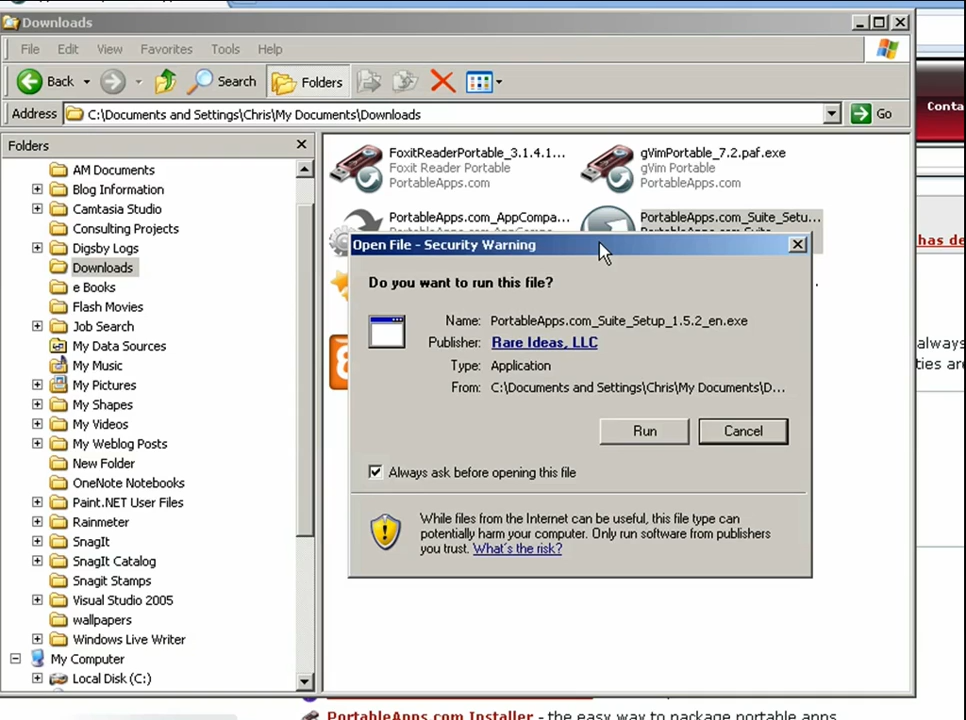 Downloads
File Edit View Favorites Tools Help
Back Search Folders
Address C:\Documents and Settings\Chris\My Documents\Downloads Go
Folders
AM Documents
Blog Information
Camtasia Studio
Consulting Projects
Digsby Logs
Downloads
e Books
Flash Movies
Job Search
My Data Sources
My Music
My Pictures
My Shapes
My Videos
My Weblog Posts
New Folder
OneNote Notebooks
Paint.NET User Files
Rainmeter
SnagIt
SnagIt Catalog
Snagit Stamps
Visual Studio 2005
wallpapers
Windows Live Writer
My Computer
Local Disk (C:)
FoxitReaderPortable_3.1.4.1...
Foxit Reader Portable
PortableApps.com
gVimPortable_7.2.paf.exe
gVim Portable
PortableApps.com
PortableApps.com_AppCompa...
PortableApps.com_Suite_Setu...
Open File - Security Warning
Do you want to run this file?
Name: PortableApps.com_Suite_Setup_1.5.2_en.exe
Publisher: Rare Ideas, LLC
Type: Application
From: C:\Documents and Settings\Chris\My Documents\D...
Run Cancel
Always ask before opening this file
While files from the Internet can be useful, this file type can
potentially harm your computer. Only run software from publishers
you trust. What's the risk?
Conta
has de
always
ties are
PortableApps.com Installer - the easy way to package portable apps